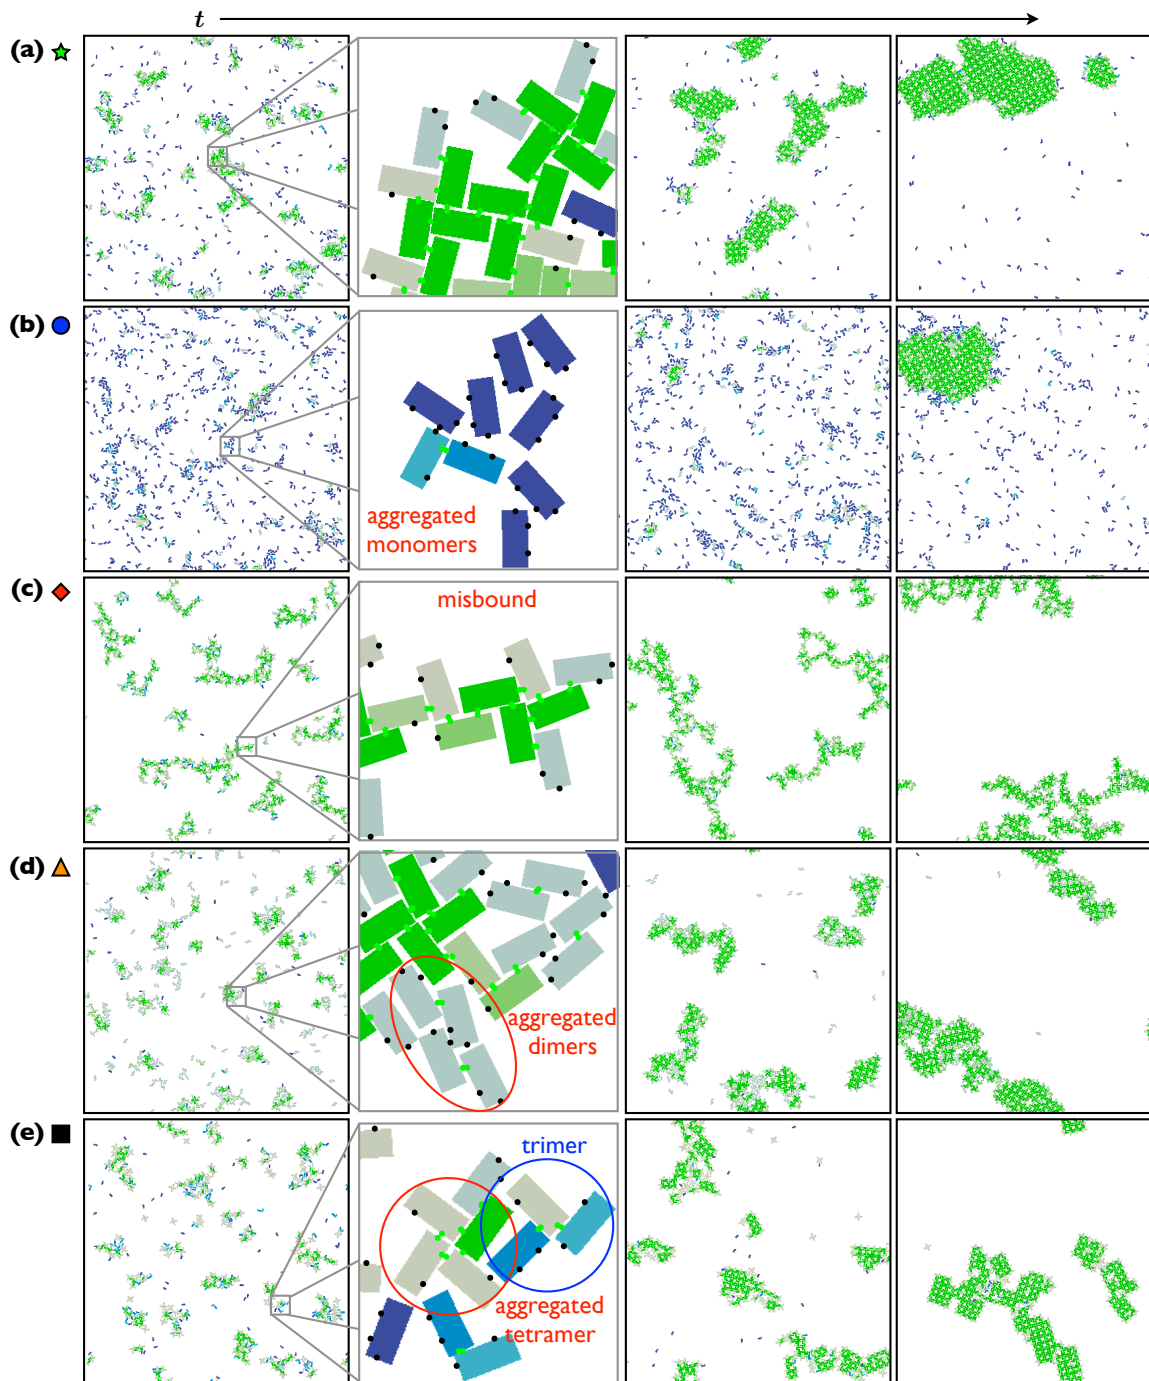 t
(a)
(b)
aggregated
monomers
(c)
misbound
(d)
aggregated
dimers
(e)
trimer
aggregated
tetramer